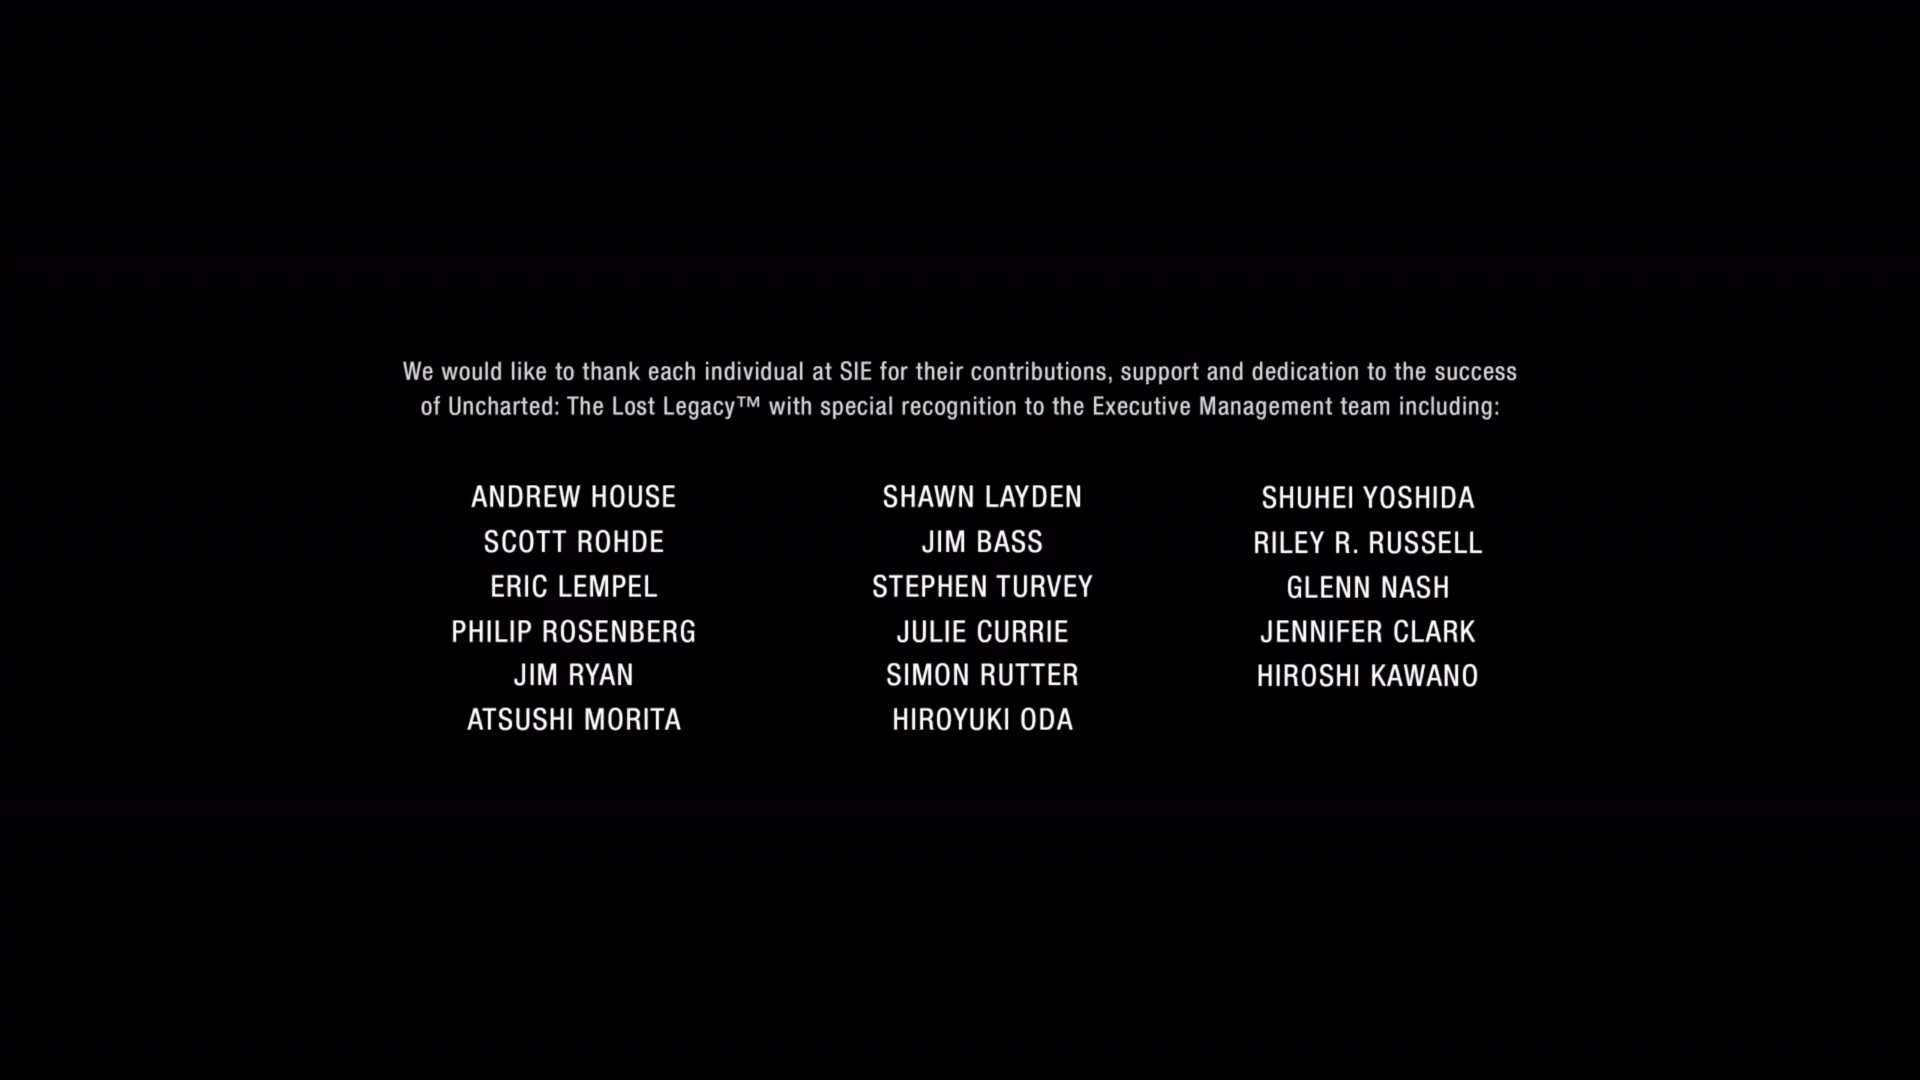 We would like to thank each individual at SIE for their contributions, support and dedication to the success
of Uncharted: The Lost Legacy™ with special recognition to the Executive Management team including:
ANDREW HOUSE SHAWN LAYDEN SHUHEI YOSHIDA
SCOTT ROHDE JIM BASS RILEY R. RUSSELL
ERIC LEMPEL STEPHEN TURVEY GLENN NASH
PHILIP ROSENBERG JULIE CURRIE JENNIFER CLARK
JIM RYAN SIMON RUTTER HIROSHI KAWANO
ATSUSHI MORITA HIROYUKI ODA